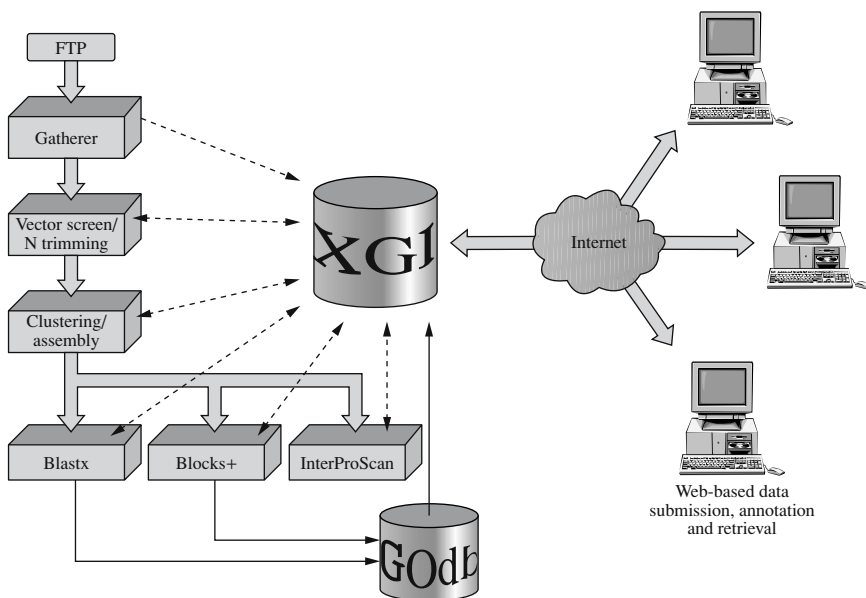 FTP
Gatherer
Vector screen/
N trimming
Clustering/
assembly
Blastx
Blocks+
InterProScan
XGI
GOdb
Internet
Web-based data
submission, annotation
and retrieval